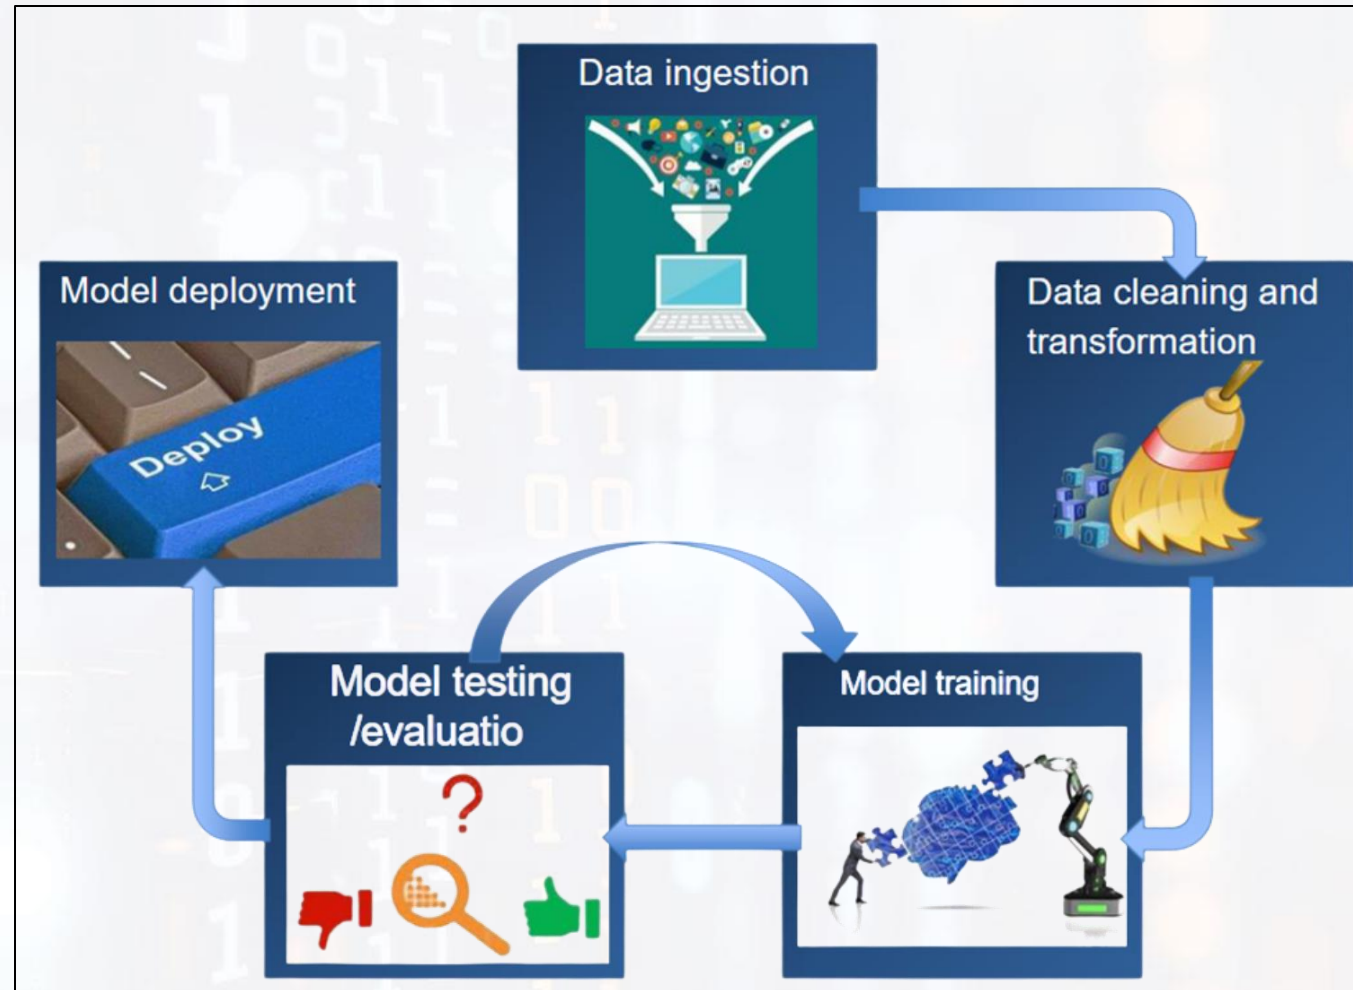 Data ingestion
Model deployment
Data cleaning and
transformation
Deploy
Model testing
/evaluatio
Model training